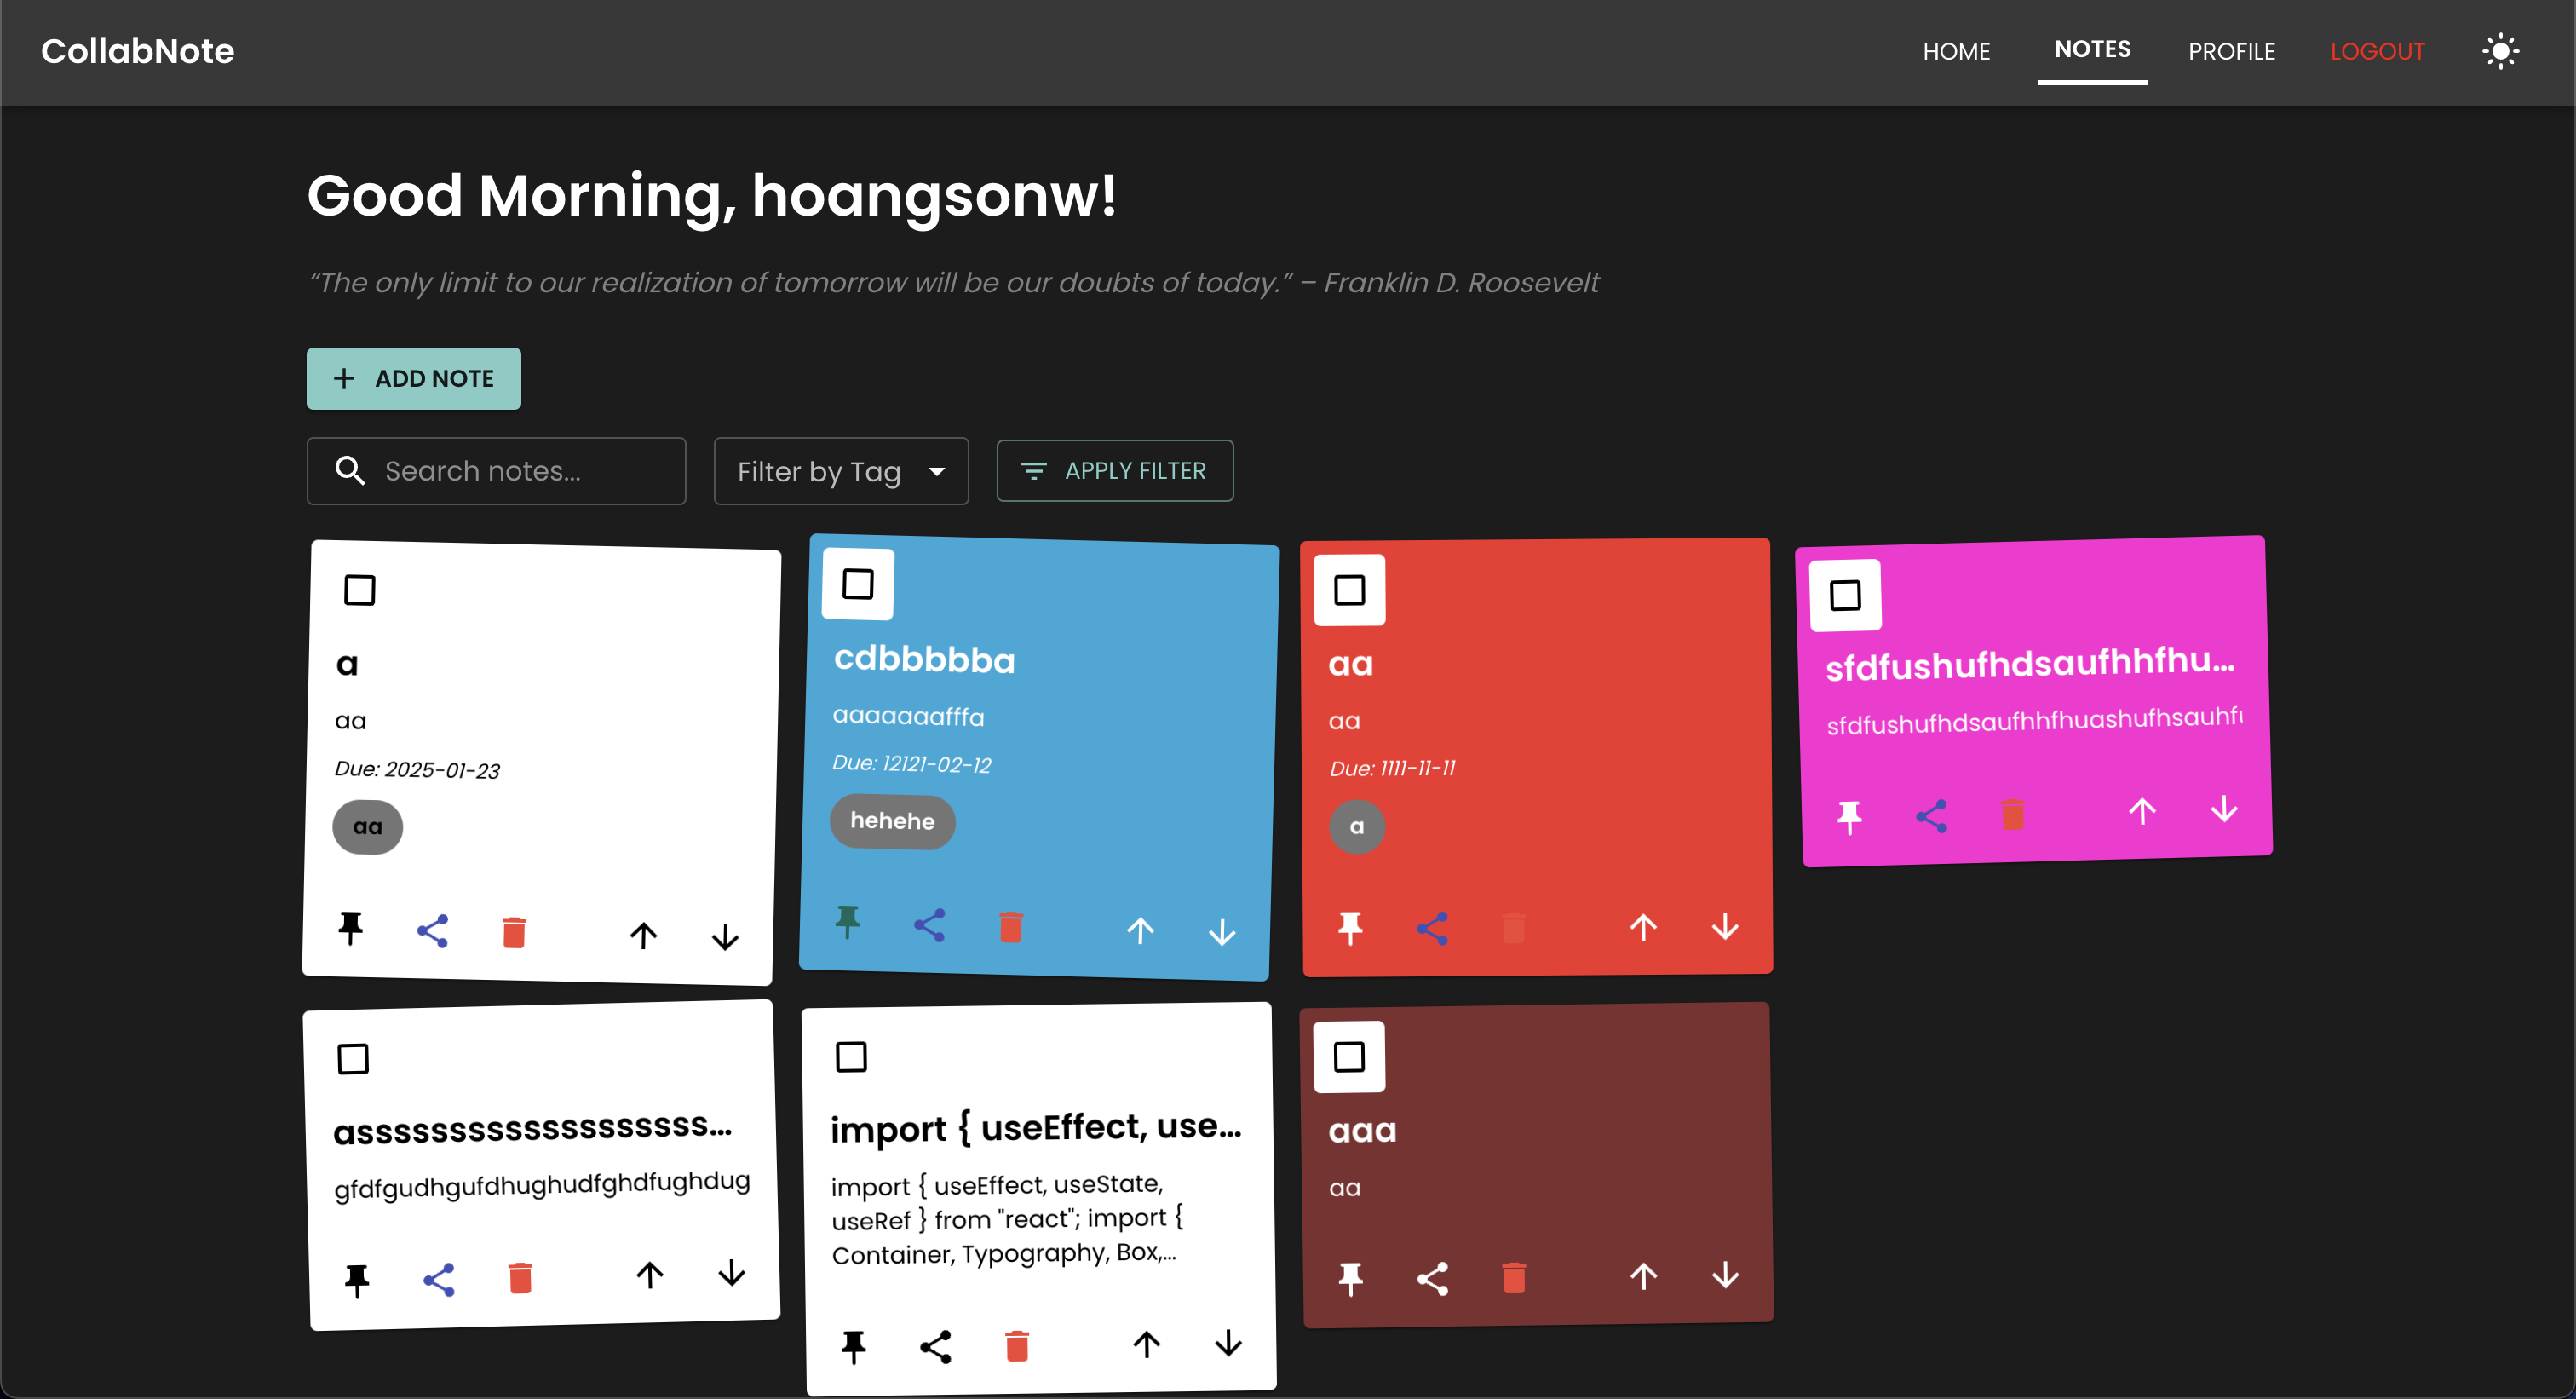 CollabNote
HOME
NOTES
PROFILE
LOGOUT
Good Morning, hoangsonw!
“The only limit to our realization of tomorrow will be our doubts of today.” – Franklin D. Roosevelt
ADD NOTE
Search notes...
Filter by Tag
APPLY FILTER
a
aa
Due: 2025-01-23
aa
cdbbbbba
aaaaaaafffa
Due: 12121-02-12
hehehe
aa
aa
Due: 1111-11-11
a
sfdfushufhdsaufhhfhu...
sfdfushufhdsaufhhfhuashufhsauhfu
asssssssssssssssssss...
gfdfgudhgufdhughudfghdfughdug
import { useEffect, use...
import { useEffect, useState,
useRef } from "react"; import {
Container, Typography, Box,...
aaa
aa